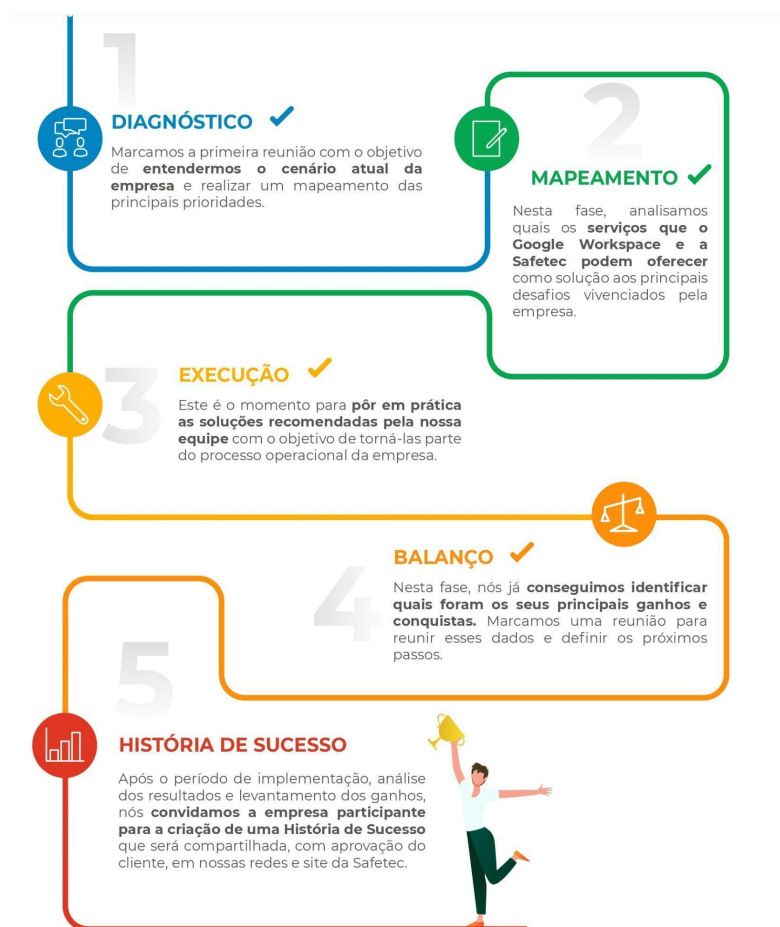 1
DIAGNÓSTICO
Marcamos a primeira reunião com o objetivo
de entendermos o cenário atual da
empresa e realizar um mapeamento das
principais prioridades.
2
MAPEAMENTO
Nesta fase, analisamos
quais os serviços que o
Google Workspace e a
Safetec podem oferecer
como solução aos principais
desafios vivenciados pela
empresa.
3
EXECUÇÃO
Este é o momento para pôr em prática
as soluções recomendadas pela nossa
equipe com o objetivo de torná-las parte
do processo operacional da empresa.
4
BALANÇO
Nesta fase, nós já conseguimos identificar
quais foram os seus principais ganhos e
conquistas. Marcamos uma reunião para
reunir esses dados e definir os próximos
passos.
5
HISTÓRIA DE SUCESSO
Após o período de implementação, análise
dos resultados e levantamento dos ganhos,
nós convidamos a empresa participante
para a criação de uma História de Sucesso
que será compartilhada, com aprovação do
cliente, em nossas redes e site da Safetec.